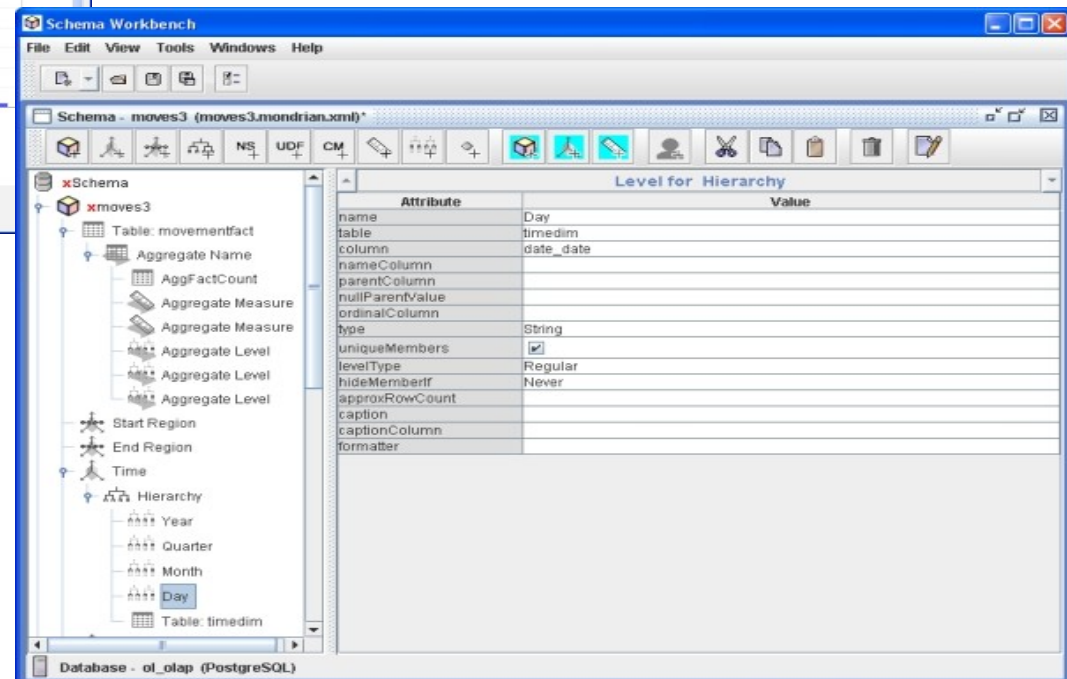 Schema Workbench
File Edit View Tools Windows Help
Schema - moves3 (moves3.mondrian.xml)*
NS UDF CM
xSchema
xmoves3
Table: movementfact
Aggregate Name
AggFactCount
Aggregate Measure
Aggregate Measure
Aggregate Level
Aggregate Level
Aggregate Level
Start Region
End Region
Time
Hierarchy
Year
Quarter
Month
Day
Table: timedim
Level for Hierarchy
Attribute Value
name Day
table timedim
column date_date
nameColumn
parentColumn
nullParentValue
ordinalColumn
type String
uniqueMembers
levelType Regular
hideMemberIf Never
approxRowCount
caption
captionColumn
formatter
Database - ol_olap (PostgreSQL)